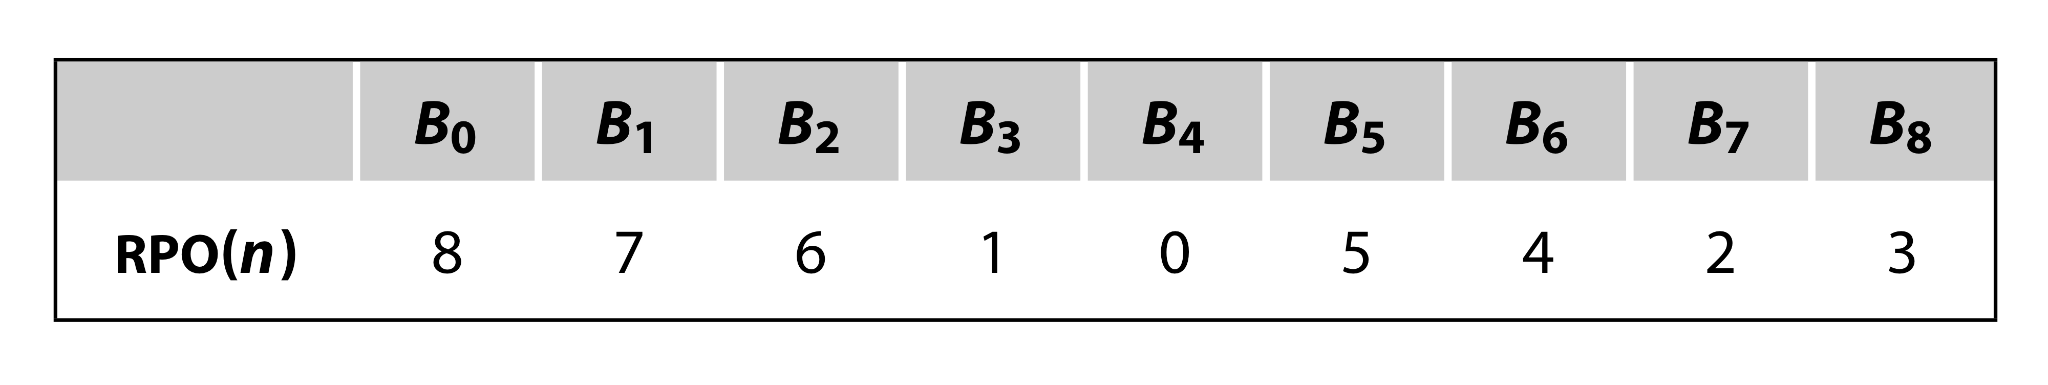 B0 B1 B2 B3 B4 B5 B6 B7 B8
RPO(n) 8 7 6 1 0 5 4 2 3